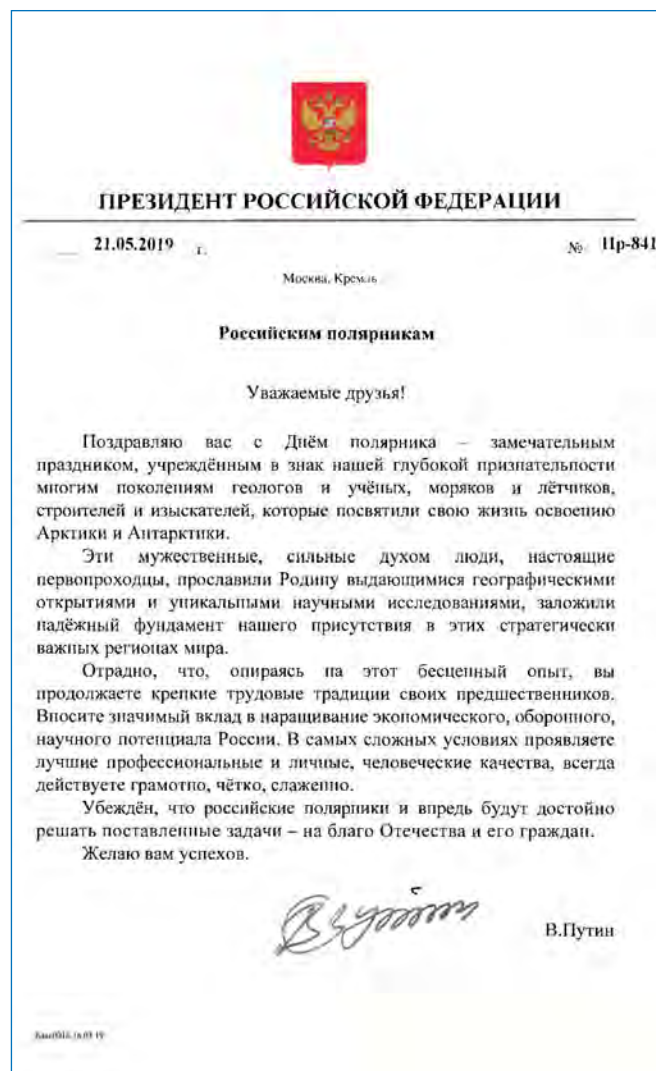 ПРЕЗИДЕНТ РОССИЙСКОЙ ФЕДЕРАЦИИ
21.05.2019 г.
№ Пр-841
Москва, Кремль
Российским полярникам
Уважаемые друзья!
Поздравляю вас с Днём полярника – замечательным
праздником, учреждённым в знак нашей глубокой признательности
многим поколениям геологов и учёных, моряков и лётчиков,
строителей и изыскателей, которые посвятили свою жизнь освоению
Арктики и Антарктики.
Эти мужественные, сильные духом люди, настоящие
первопроходцы, прославили Родину выдающимися географическими
открытиями и уникальными научными исследованиями, заложили
надёжный фундамент нашего присутствия в этих стратегически
важных регионах мира.
Отрадно, что, опираясь на этот бесценный опыт, вы
продолжаете крепкие трудовые традиции своих предшественников.
Вносите значимый вклад в наращивание экономического, оборонного,
научного потенциала России. В самых сложных условиях проявляете
лучшие профессиональные и личные, человеческие качества, всегда
действуете грамотно, чётко, слаженно.
Убеждён, что российские полярники и впредь будут достойно
решать поставленные задачи – на благо Отечества и его граждан.
Желаю вам успехов.
В.Путин